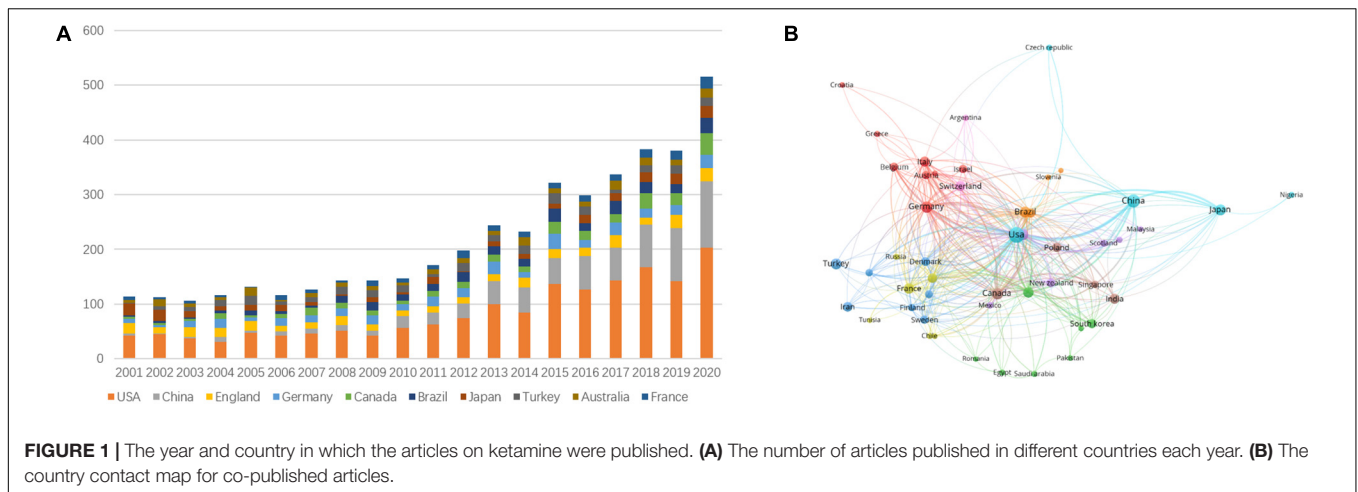 A
600
500
400
300
200
100
0
2001 2002 2003 2004 2005 2006 2007 2008 2009 2010 2011 2012 2013 2014 2015 2016 2017 2018 2019 2020
USA China England Germany Canada Brazil Japan Turkey Australia France
B
Czech republic
Croatia
Argentina
Greece
Belgium Italy
Austria Israel
Switzerland
Slovenia
Nigeria
Germany Brazil China Japan
Usa Malaysia
Poland Scotland
Turkey Russia Denmark
France New zealand Singapore
Canada India
Iran Finland Mexico
Tunisia Sweden South korea
Chile
Romania Pakistan
Egypt Saudi arabia
FIGURE 1 | The year and country in which the articles on ketamine were published. (A) The number of articles published in different countries each year. (B) The
country contact map for co-published articles.